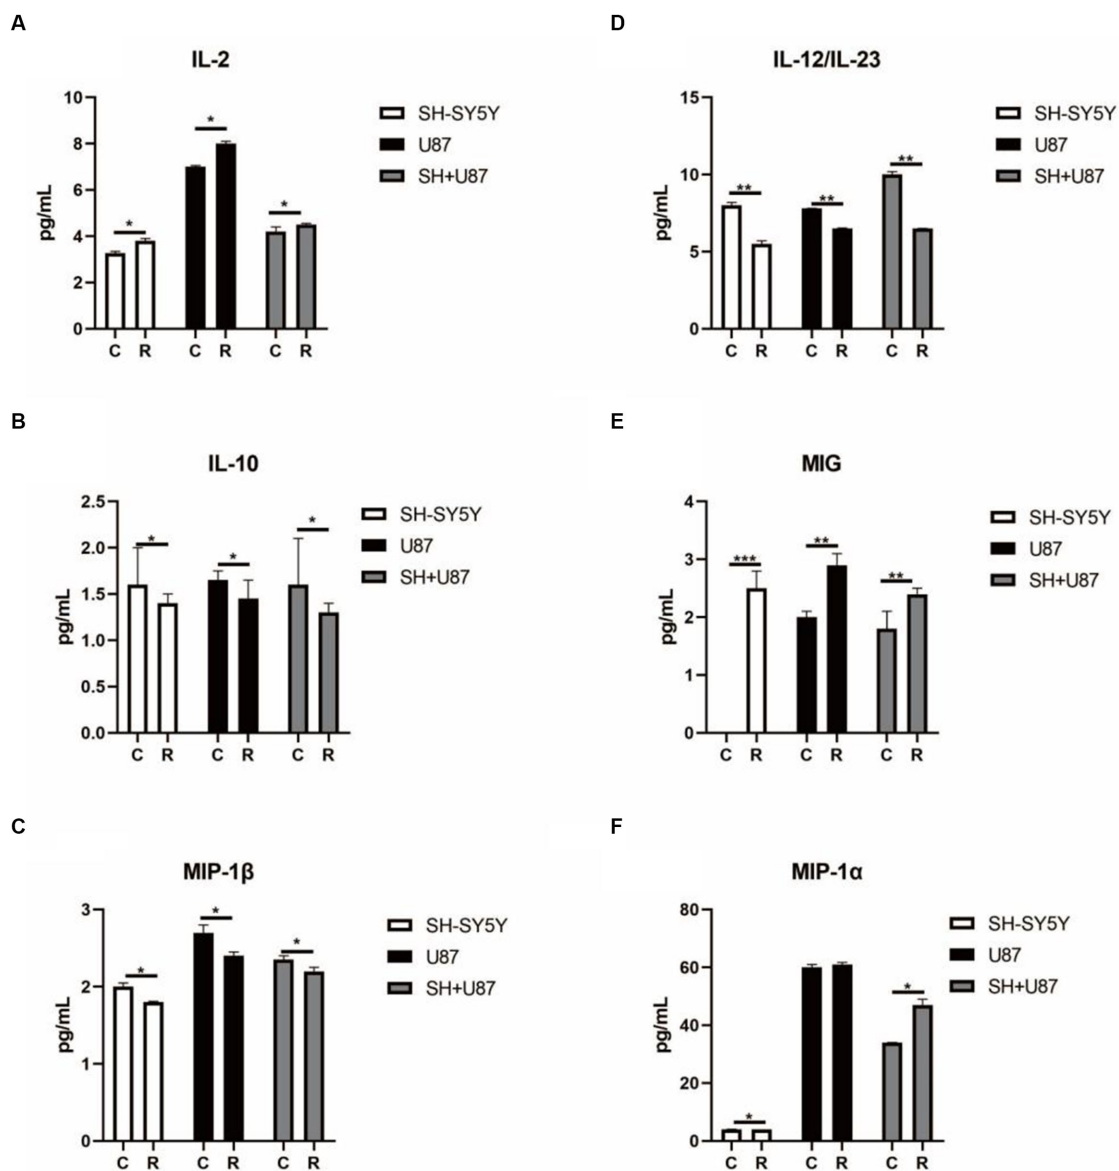 A
IL-2
10
8
6
4
2
0
pg/mL
*
*
*
C R C R C R
SH-SY5Y
U87
SH+U87
B
IL-10
2.5
2.0
1.5
1.0
0.5
0.0
pg/mL
*
*
*
C R C R C R
SH-SY5Y
U87
SH+U87
C
MIP-1β
3
2
1
0
pg/mL
*
*
*
C R C R C R
SH-SY5Y
U87
SH+U87
D
IL-12/IL-23
15
10
5
0
pg/mL
**
**
**
C R C R C R
SH-SY5Y
U87
SH+U87
E
MIG
4
3
2
1
0
pg/mL
***
**
**
C R C R C R
SH-SY5Y
U87
SH+U87
F
MIP-1α
80
60
40
20
0
pg/mL
*
*
C R C R C R
SH-SY5Y
U87
SH+U87